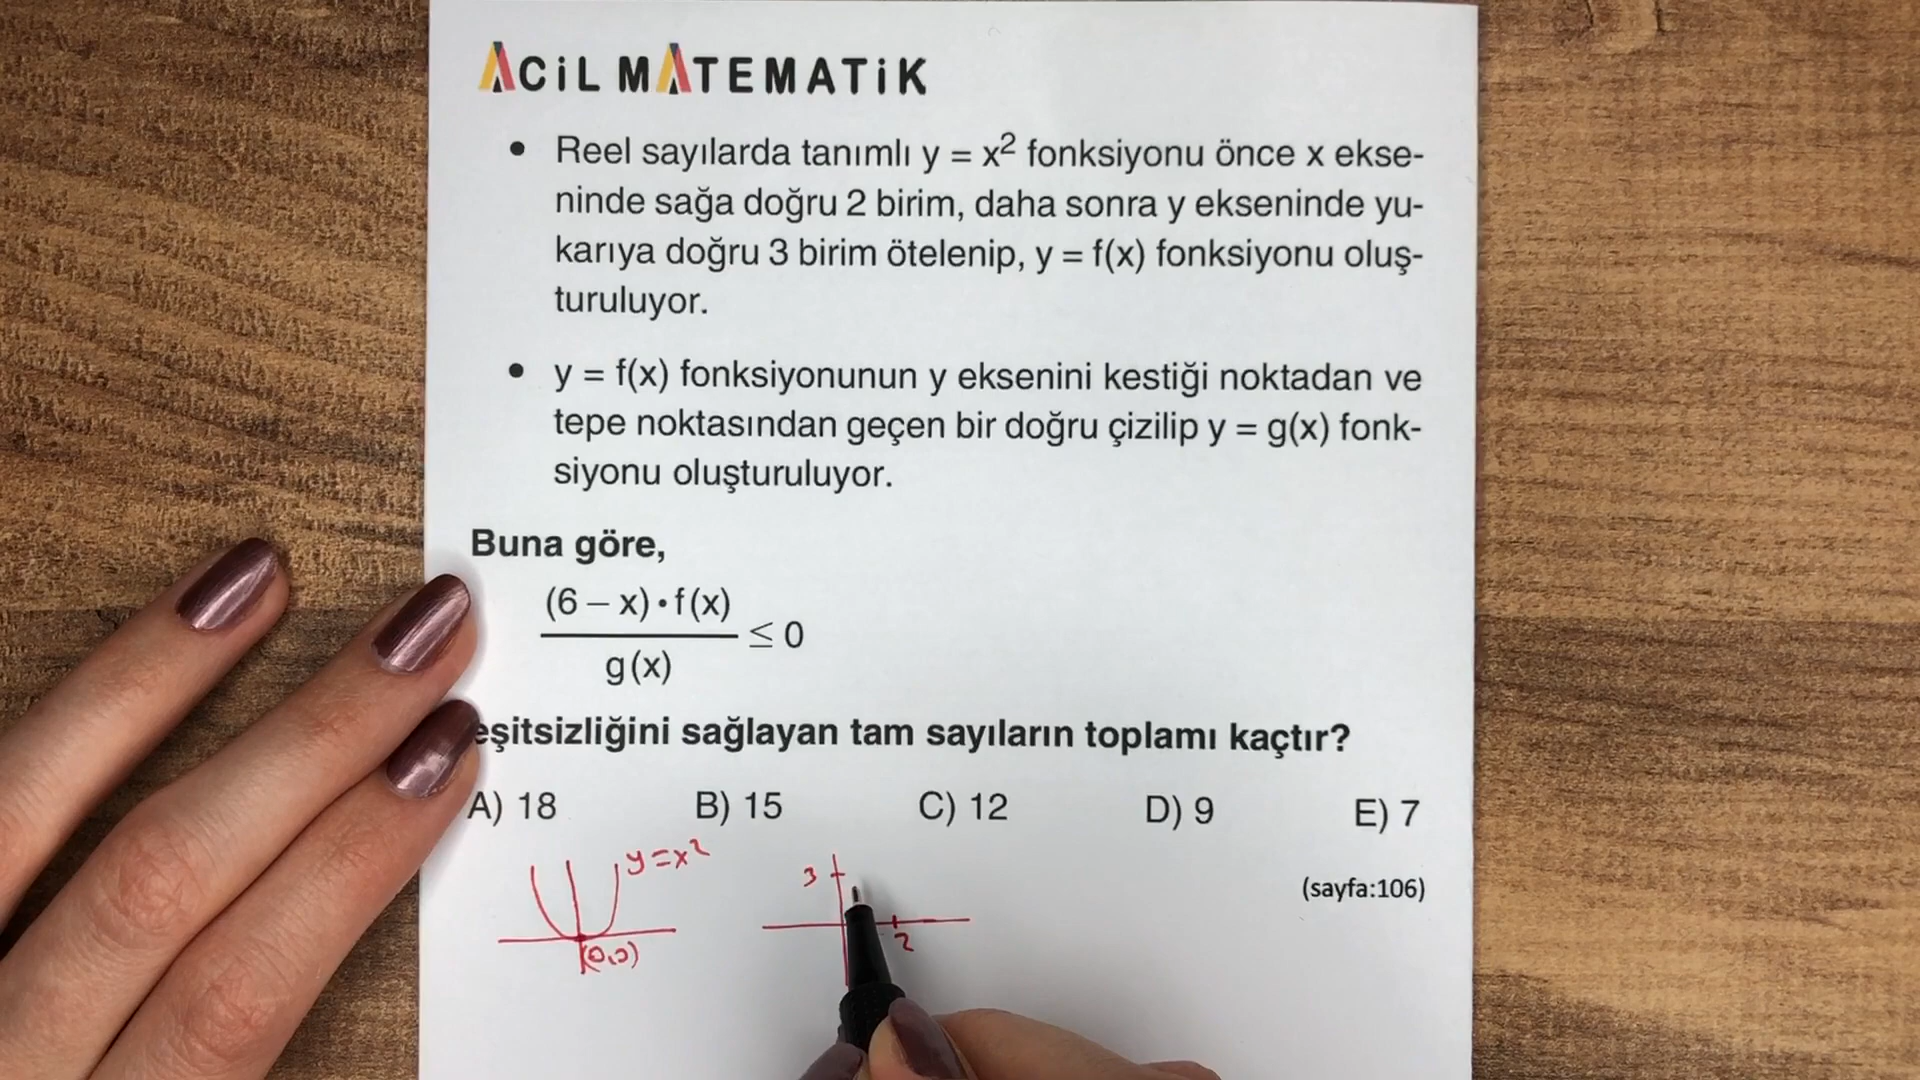 ACiL MATEMATiK
• Reel sayılarda tanımlı y = x² fonksiyonu önce x ekse-
ninde sağa doğru 2 birim, daha sonra y ekseninde yu-
karıya doğru 3 birim ötelenip, y = f(x) fonksiyonu oluş-
turuluyor.
• y = f(x) fonksiyonunun y eksenini kestiği noktadan ve
tepe noktasından geçen bir doğru çizilip y = g(x) fonk-
siyonu oluşturuluyor.
Buna göre,
(6 – x) • f(x)
≤ 0
g(x)
eşitsizliğini sağlayan tam sayıların toplamı kaçtır?
A) 18 B) 15 C) 12 D) 9 E) 7
y=x²
3
(sayfa:106)
2
(0,0)